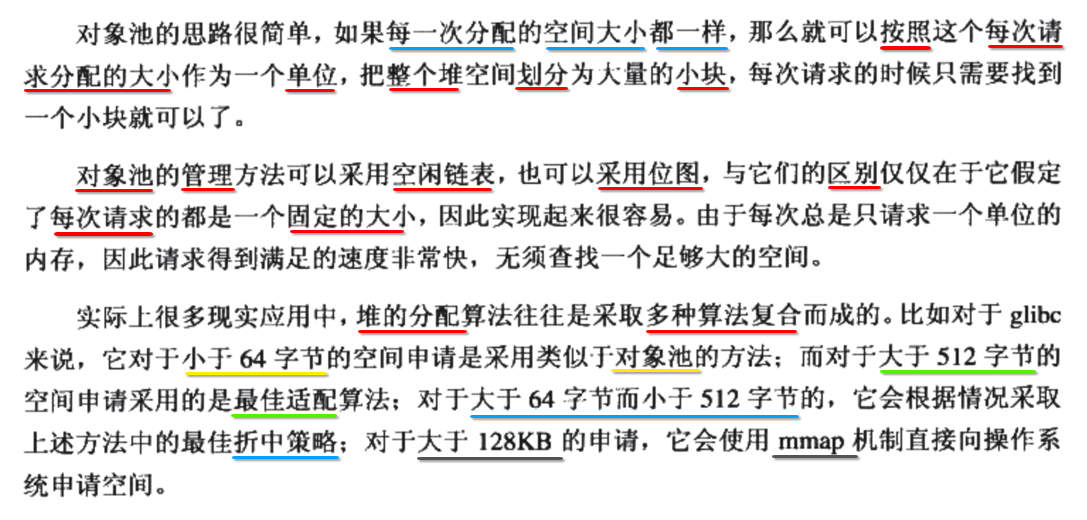 对象池的思路很简单，如果每一次分配的空间大小都一样，那么就可以按照这个每次请
求分配的大小作为一个单位，把整个堆空间划分为大量的小块，每次请求的时候只需要找到
一个小块就可以了。
对象池的管理方法可以采用空闲链表，也可以采用位图，与它们的区别仅仅在于它假定
了每次请求的都是一个固定的大小，因此实现起来很容易。由于每次总是只请求一个单位的
内存，因此请求得到满足的速度非常快，无须查找一个足够大的空间。
实际上很多现实应用中，堆的分配算法往往是采取多种算法复合而成的。比如对于 glibc
来说，它对于小于 64 字节的空间申请是采用类似于对象池的方法；而对于大于 512 字节的
空间申请采用的是最佳适配算法；对于大于 64 字节而小于 512 字节的，它会根据情况采取
上述方法中的最佳折中策略；对于大于 128KB 的申请，它会使用 mmap 机制直接向操作系
统申请空间。